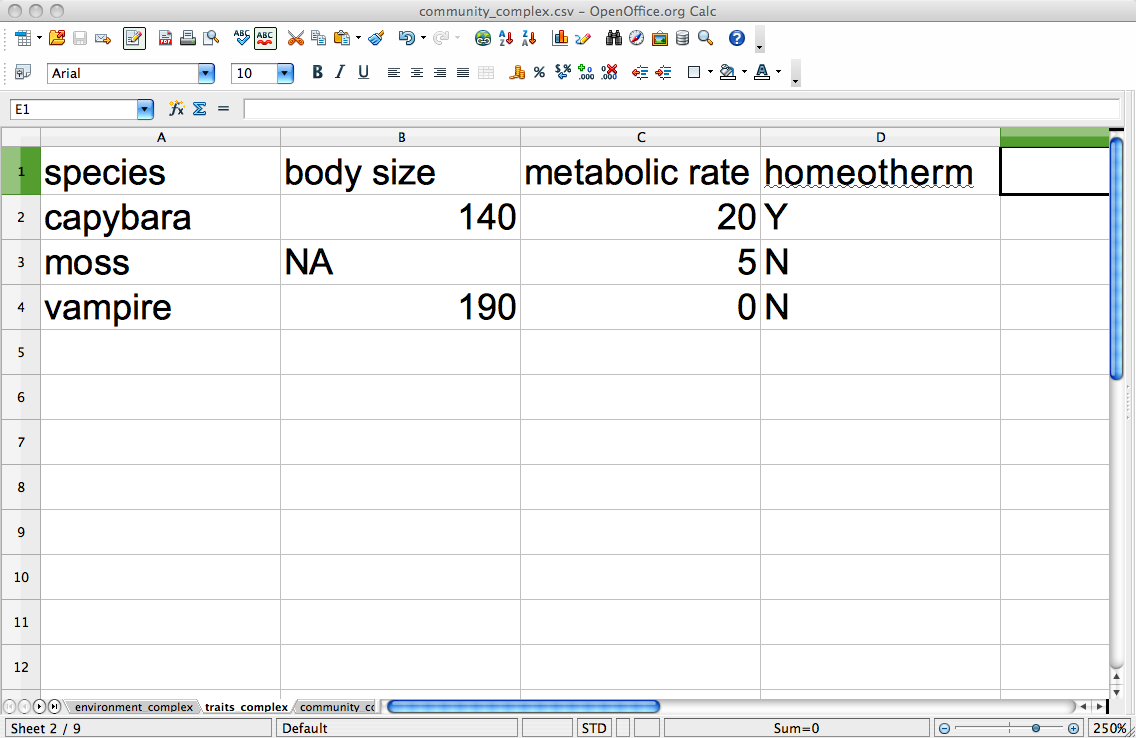 community_complex.csv - OpenOffice.org Calc
Arial 10
E1
A B C D
1 species body size metabolic rate homeotherm
2 capybara 140 20 Y
3 moss NA 5 N
4 vampire 190 0 N
5
6
7
8
9
10
11
12
environment_complex traits_complex community_cc
Sheet 2 / 9 Default STD Sum=0 250%